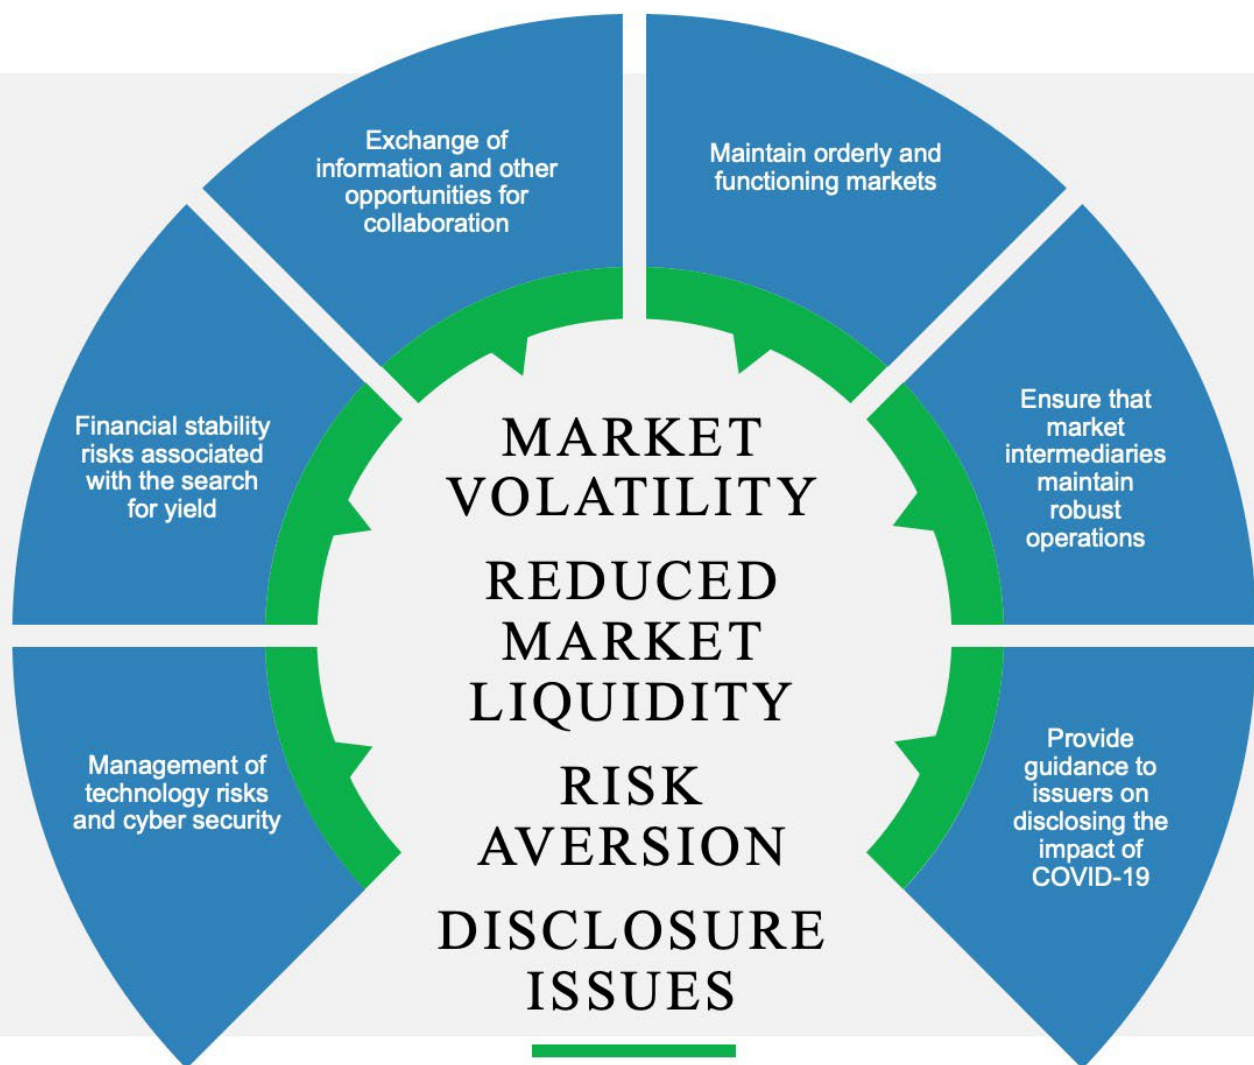 Exchange of
information and other
opportunities for
collaboration
Maintain orderly and
functioning markets
Financial stability
risks associated
with the search
for yield
Ensure that
market
intermediaries
maintain
robust
operations
MARKET
VOLATILITY
REDUCED
MARKET
LIQUIDITY
RISK
AVERSION
DISCLOSURE
ISSUES
Management of
technology risks
and cyber security
Provide
guidance to
issuers on
disclosing the
impact of
COVID-19